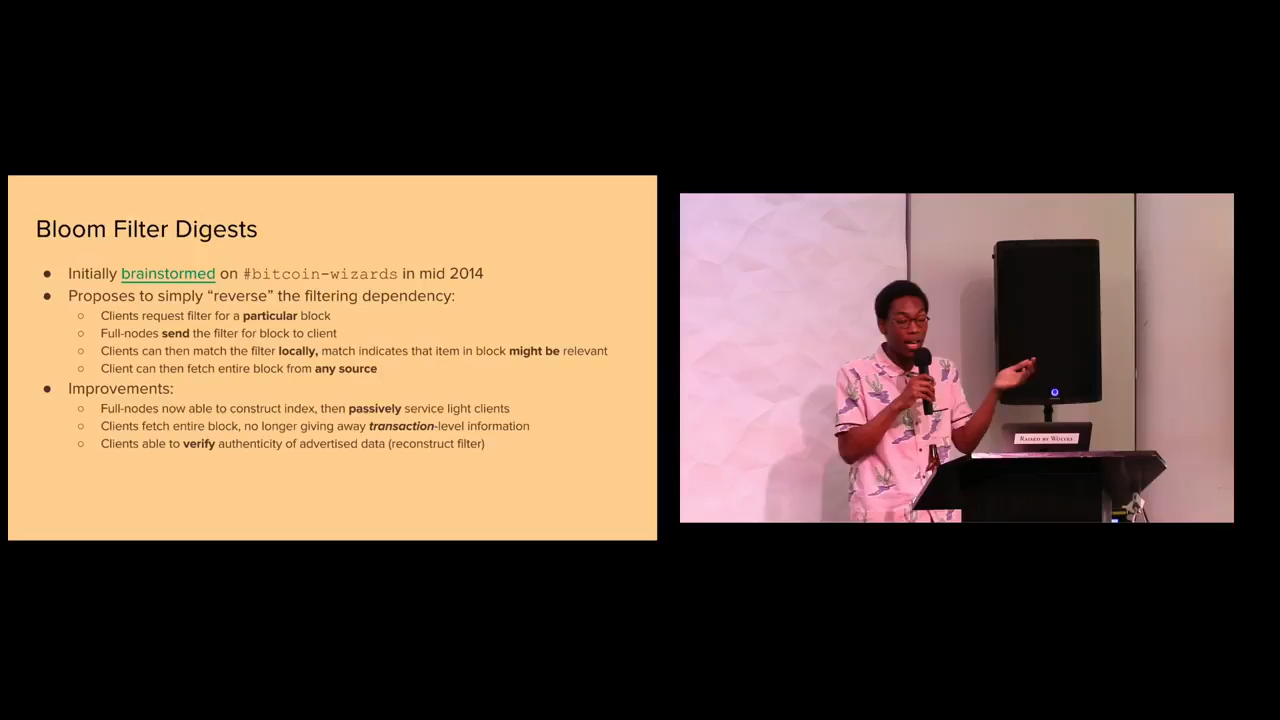 Bloom Filter Digests
● Initially brainstormed on #bitcoin-wizards in mid 2014
● Proposes to simply “reverse” the filtering dependency:
○ Clients request filter for a particular block
○ Full-nodes send the filter for block to client
○ Clients can then match the filter locally, match indicates that item in block might be relevant
○ Client can then fetch entire block from any source
● Improvements:
○ Full-nodes now able to construct index, then passively service light clients
○ Clients fetch entire block, no longer giving away transaction-level information
○ Clients able to verify authenticity of advertised data (reconstruct filter)
Raised by Wolves